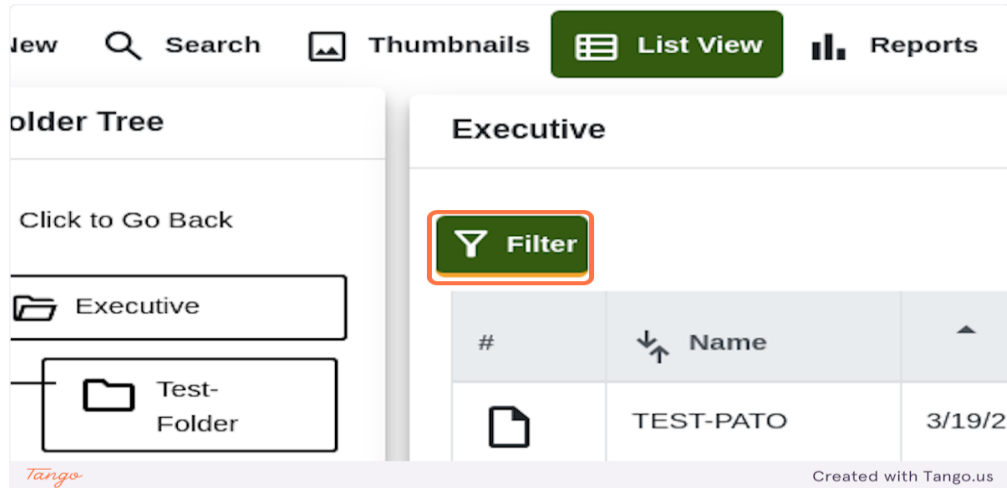 New
Search
Thumbnails
List View
Reports
older Tree
Click to Go Back
Executive
Test-
Folder
Executive
Filter
#
Name
TEST-PATO
3/19/2
Tango
Created with Tango.us